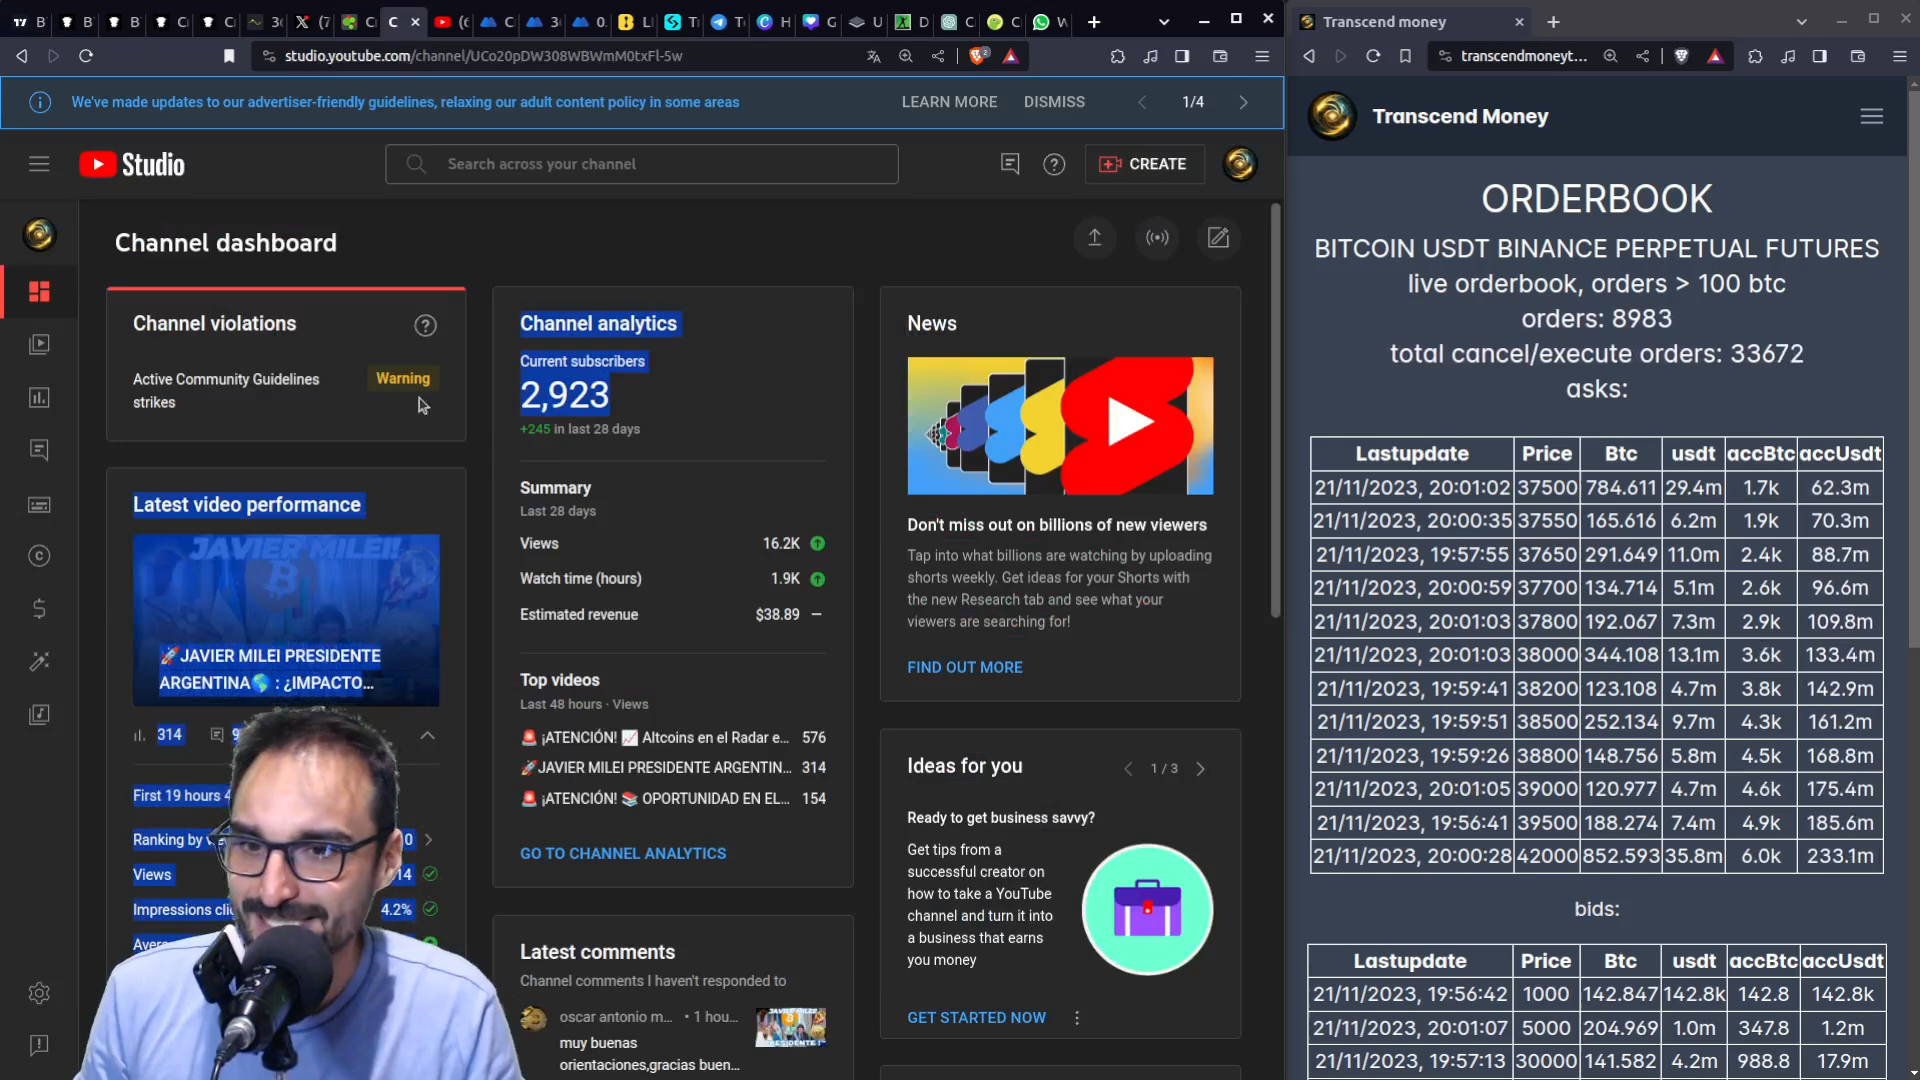 studio.youtube.com/channel/UCo20pDW308WBWmM0txFl-5w
We've made updates to our advertiser-friendly guidelines, relaxing our adult content policy in some areas
LEARN MORE
DISMISS
1/4
Studio
Search across your channel
CREATE
Channel dashboard
Channel violations
Active Community Guidelines
strikes
Warning
Latest video performance
JAVIER MILEI!
🚀JAVIER MILEI PRESIDENTE
ARGENTINA🌎 : ¿IMPACTO...
314
First 19 hours
Ranking by
Views
Impressions
4.2%
Channel analytics
Current subscribers
2,923
+245 in last 28 days
Summary
Last 28 days
Views 16.2K
Watch time (hours) 1.9K
Estimated revenue $38.89 —
Top videos
Last 48 hours · Views
🚨 ¡ATENCIÓN! 📈 Altcoins en el Radar e... 576
🚀JAVIER MILEI PRESIDENTE ARGENTIN... 314
🚨 ¡ATENCIÓN! 📚 OPORTUNIDAD EN EL... 154
GO TO CHANNEL ANALYTICS
Latest comments
Channel comments I haven't responded to
oscar antonio m... • 1 hou...
muy buenas
orientaciones,gracias buen...
News
Don't miss out on billions of new viewers
Tap into what billions are watching by uploading
shorts weekly. Get ideas for your Shorts with
the new Research tab and see what your
viewers are searching for!
FIND OUT MORE
Ideas for you
1 / 3
Ready to get business savvy?
Get tips from a
successful creator on
how to take a YouTube
channel and turn it into
a business that earns
you money
GET STARTED NOW
Transcend money
transcendmoneyt...
Transcend Money
ORDERBOOK
BITCOIN USDT BINANCE PERPETUAL FUTURES
live orderbook, orders > 100 btc
orders: 8983
total cancel/execute orders: 33672
asks:
Lastupdate Price Btc usdt accBtc accUsdt
21/11/2023, 20:01:02 37500 784.611 29.4m 1.7k 62.3m
21/11/2023, 20:00:35 37550 165.616 6.2m 1.9k 70.3m
21/11/2023, 19:57:55 37650 291.649 11.0m 2.4k 88.7m
21/11/2023, 20:00:59 37700 134.714 5.1m 2.6k 96.6m
21/11/2023, 20:01:03 37800 192.067 7.3m 2.9k 109.8m
21/11/2023, 20:01:03 38000 344.108 13.1m 3.6k 133.4m
21/11/2023, 19:59:41 38200 123.108 4.7m 3.8k 142.9m
21/11/2023, 19:59:51 38500 252.134 9.7m 4.3k 161.2m
21/11/2023, 19:59:26 38800 148.756 5.8m 4.5k 168.8m
21/11/2023, 20:01:05 39000 120.977 4.7m 4.6k 175.4m
21/11/2023, 19:56:41 39500 188.274 7.4m 4.9k 185.6m
21/11/2023, 20:00:28 42000 852.593 35.8m 6.0k 233.1m
bids:
Lastupdate Price Btc usdt accBtc accUsdt
21/11/2023, 19:56:42 1000 142.847 142.8k 142.8 142.8k
21/11/2023, 20:01:07 5000 204.969 1.0m 347.8 1.2m
21/11/2023, 19:57:13 30000 141.582 4.2m 988.8 17.9m